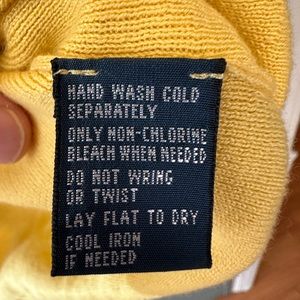 HAND WASH COLD
SEPARATELY
ONLY NON-CHLORINE
BLEACH WHEN NEEDED
DO NOT WRING
OR TWIST
LAY FLAT TO DRY
COOL IRON
IF NEEDED